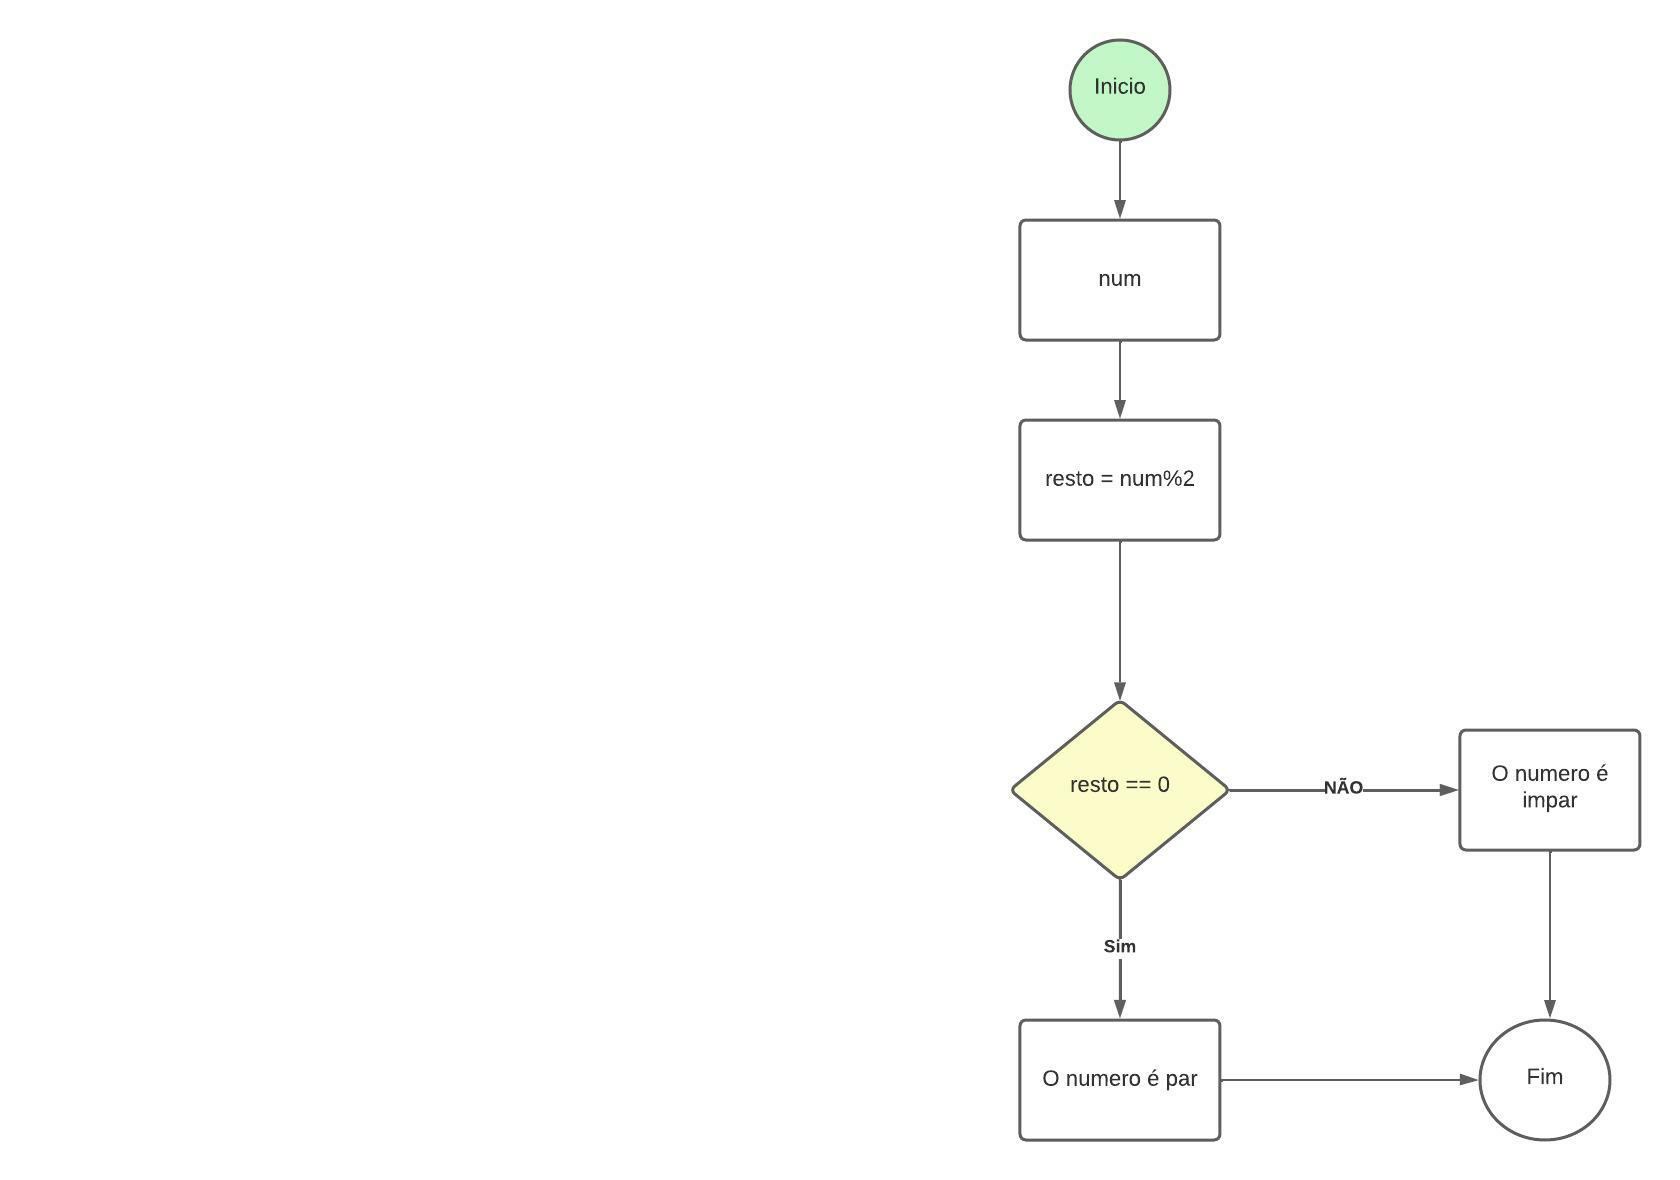 Inicio
num
resto = num%2
resto == 0
NÃO
O numero é
impar
Sim
O numero é par
Fim